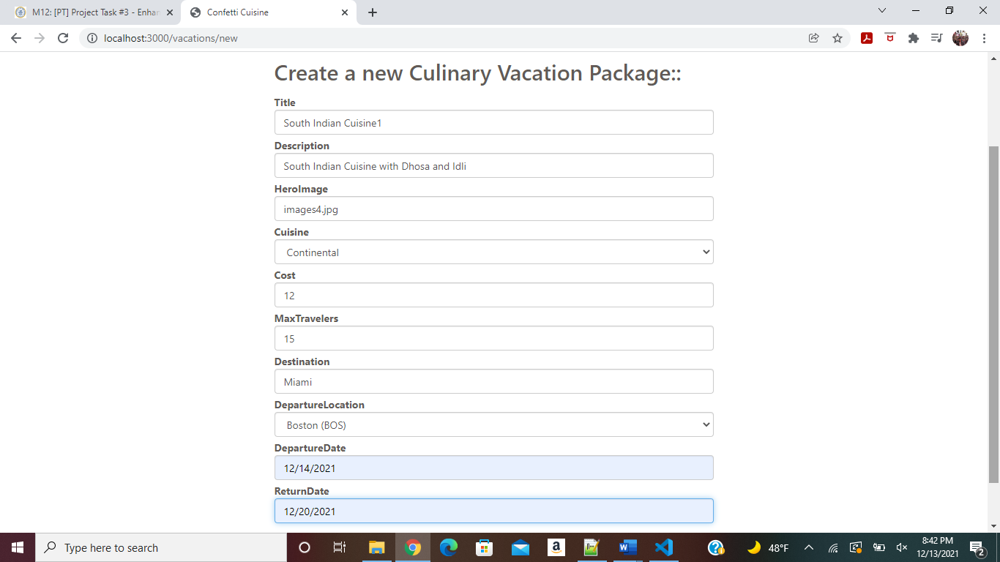 M12: [PT] Project Task #3 - Enhan
Confetti Cuisine
localhost:3000/vacations/new
Create a new Culinary Vacation Package::
Title
South Indian Cuisine1
Description
South Indian Cuisine with Dhosa and Idli
HeroImage
images4.jpg
Cuisine
Continental
Cost
12
MaxTravelers
15
Destination
Miami
DepartureLocation
Boston (BOS)
DepartureDate
12/14/2021
ReturnDate
12/20/2021
Type here to search
48°F
8:42 PM
12/13/2021
2